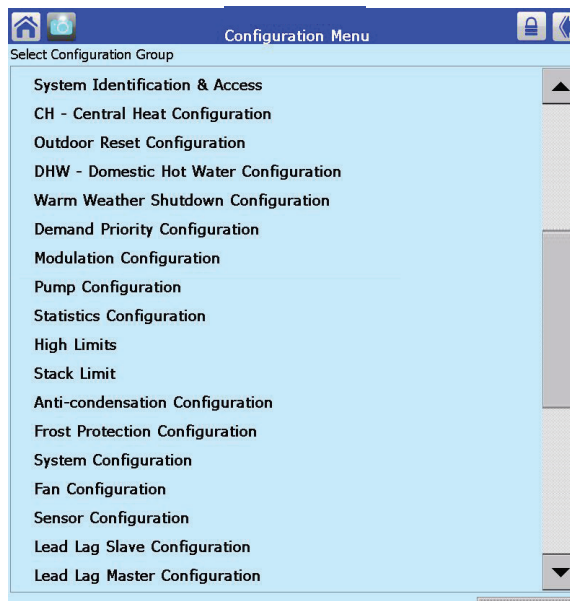 Configuration Menu
Select Configuration Group
System Identification & Access
CH - Central Heat Configuration
Outdoor Reset Configuration
DHW - Domestic Hot Water Configuration
Warm Weather Shutdown Configuration
Demand Priority Configuration
Modulation Configuration
Pump Configuration
Statistics Configuration
High Limits
Stack Limit
Anti-condensation Configuration
Frost Protection Configuration
System Configuration
Fan Configuration
Sensor Configuration
Lead Lag Slave Configuration
Lead Lag Master Configuration